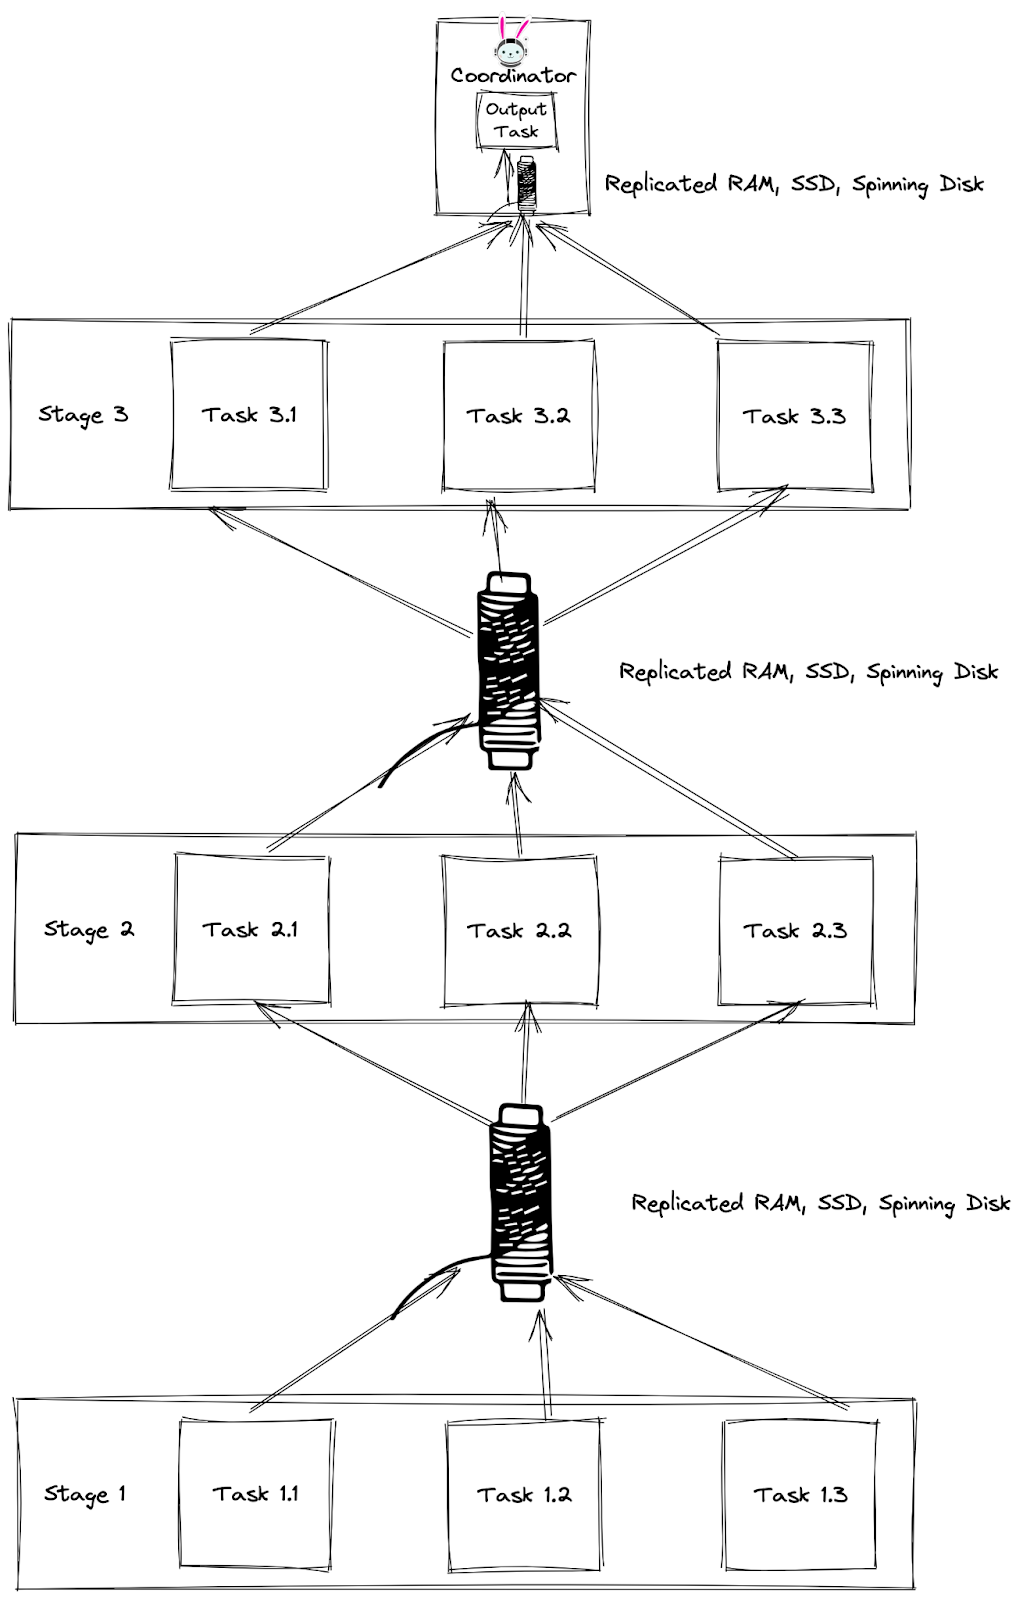 Coordinator
Output
Task
Replicated RAM, SSD, Spinning Disk
Stage 3
Task 3.1
Task 3.2
Task 3.3
Replicated RAM, SSD, Spinning Disk
Stage 2
Task 2.1
Task 2.2
Task 2.3
Replicated RAM, SSD, Spinning Disk
Stage 1
Task 1.1
Task 1.2
Task 1.3